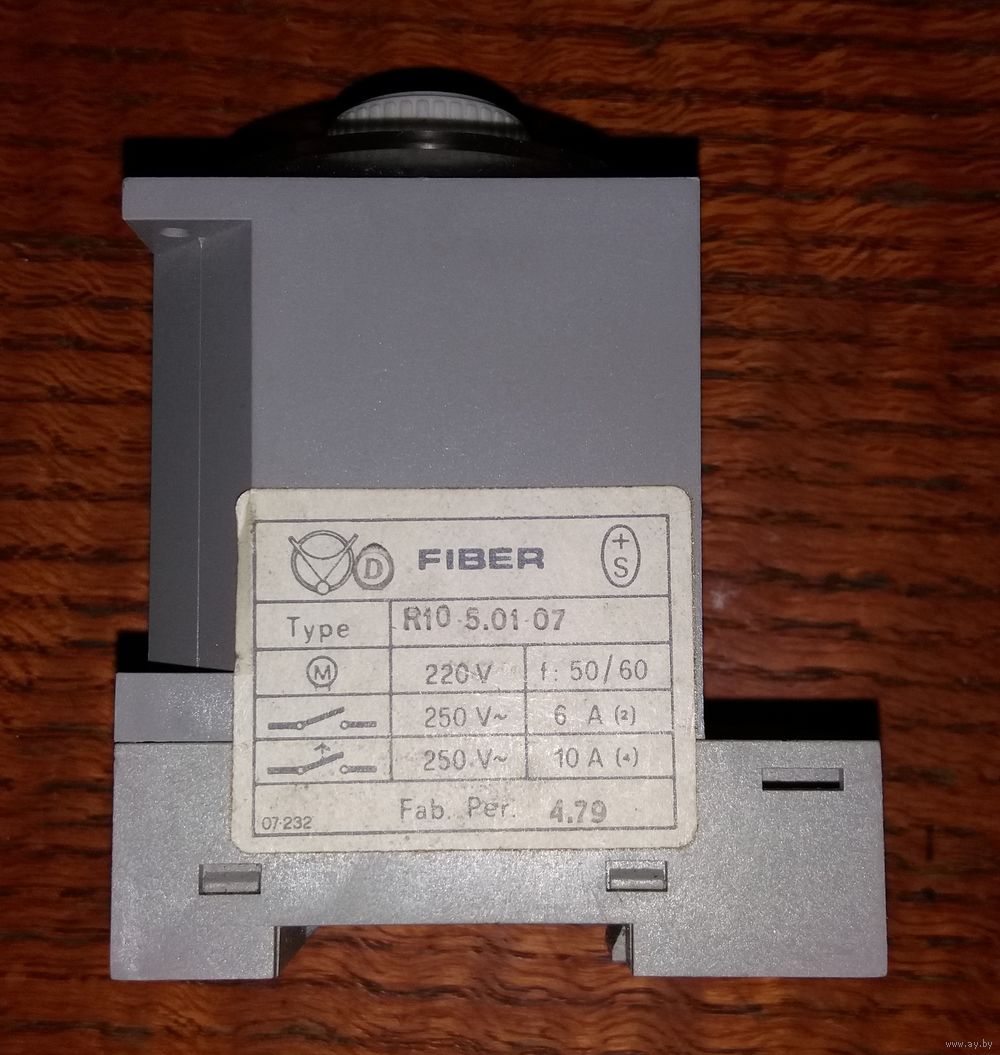 D FIBER +S
Type R10 5.01 07
M 220 V f: 50/60
250 V~ 6 A (2)
250 V~ 10 A (4)
Fab. Per. 4.79
07-232
www.ay.by